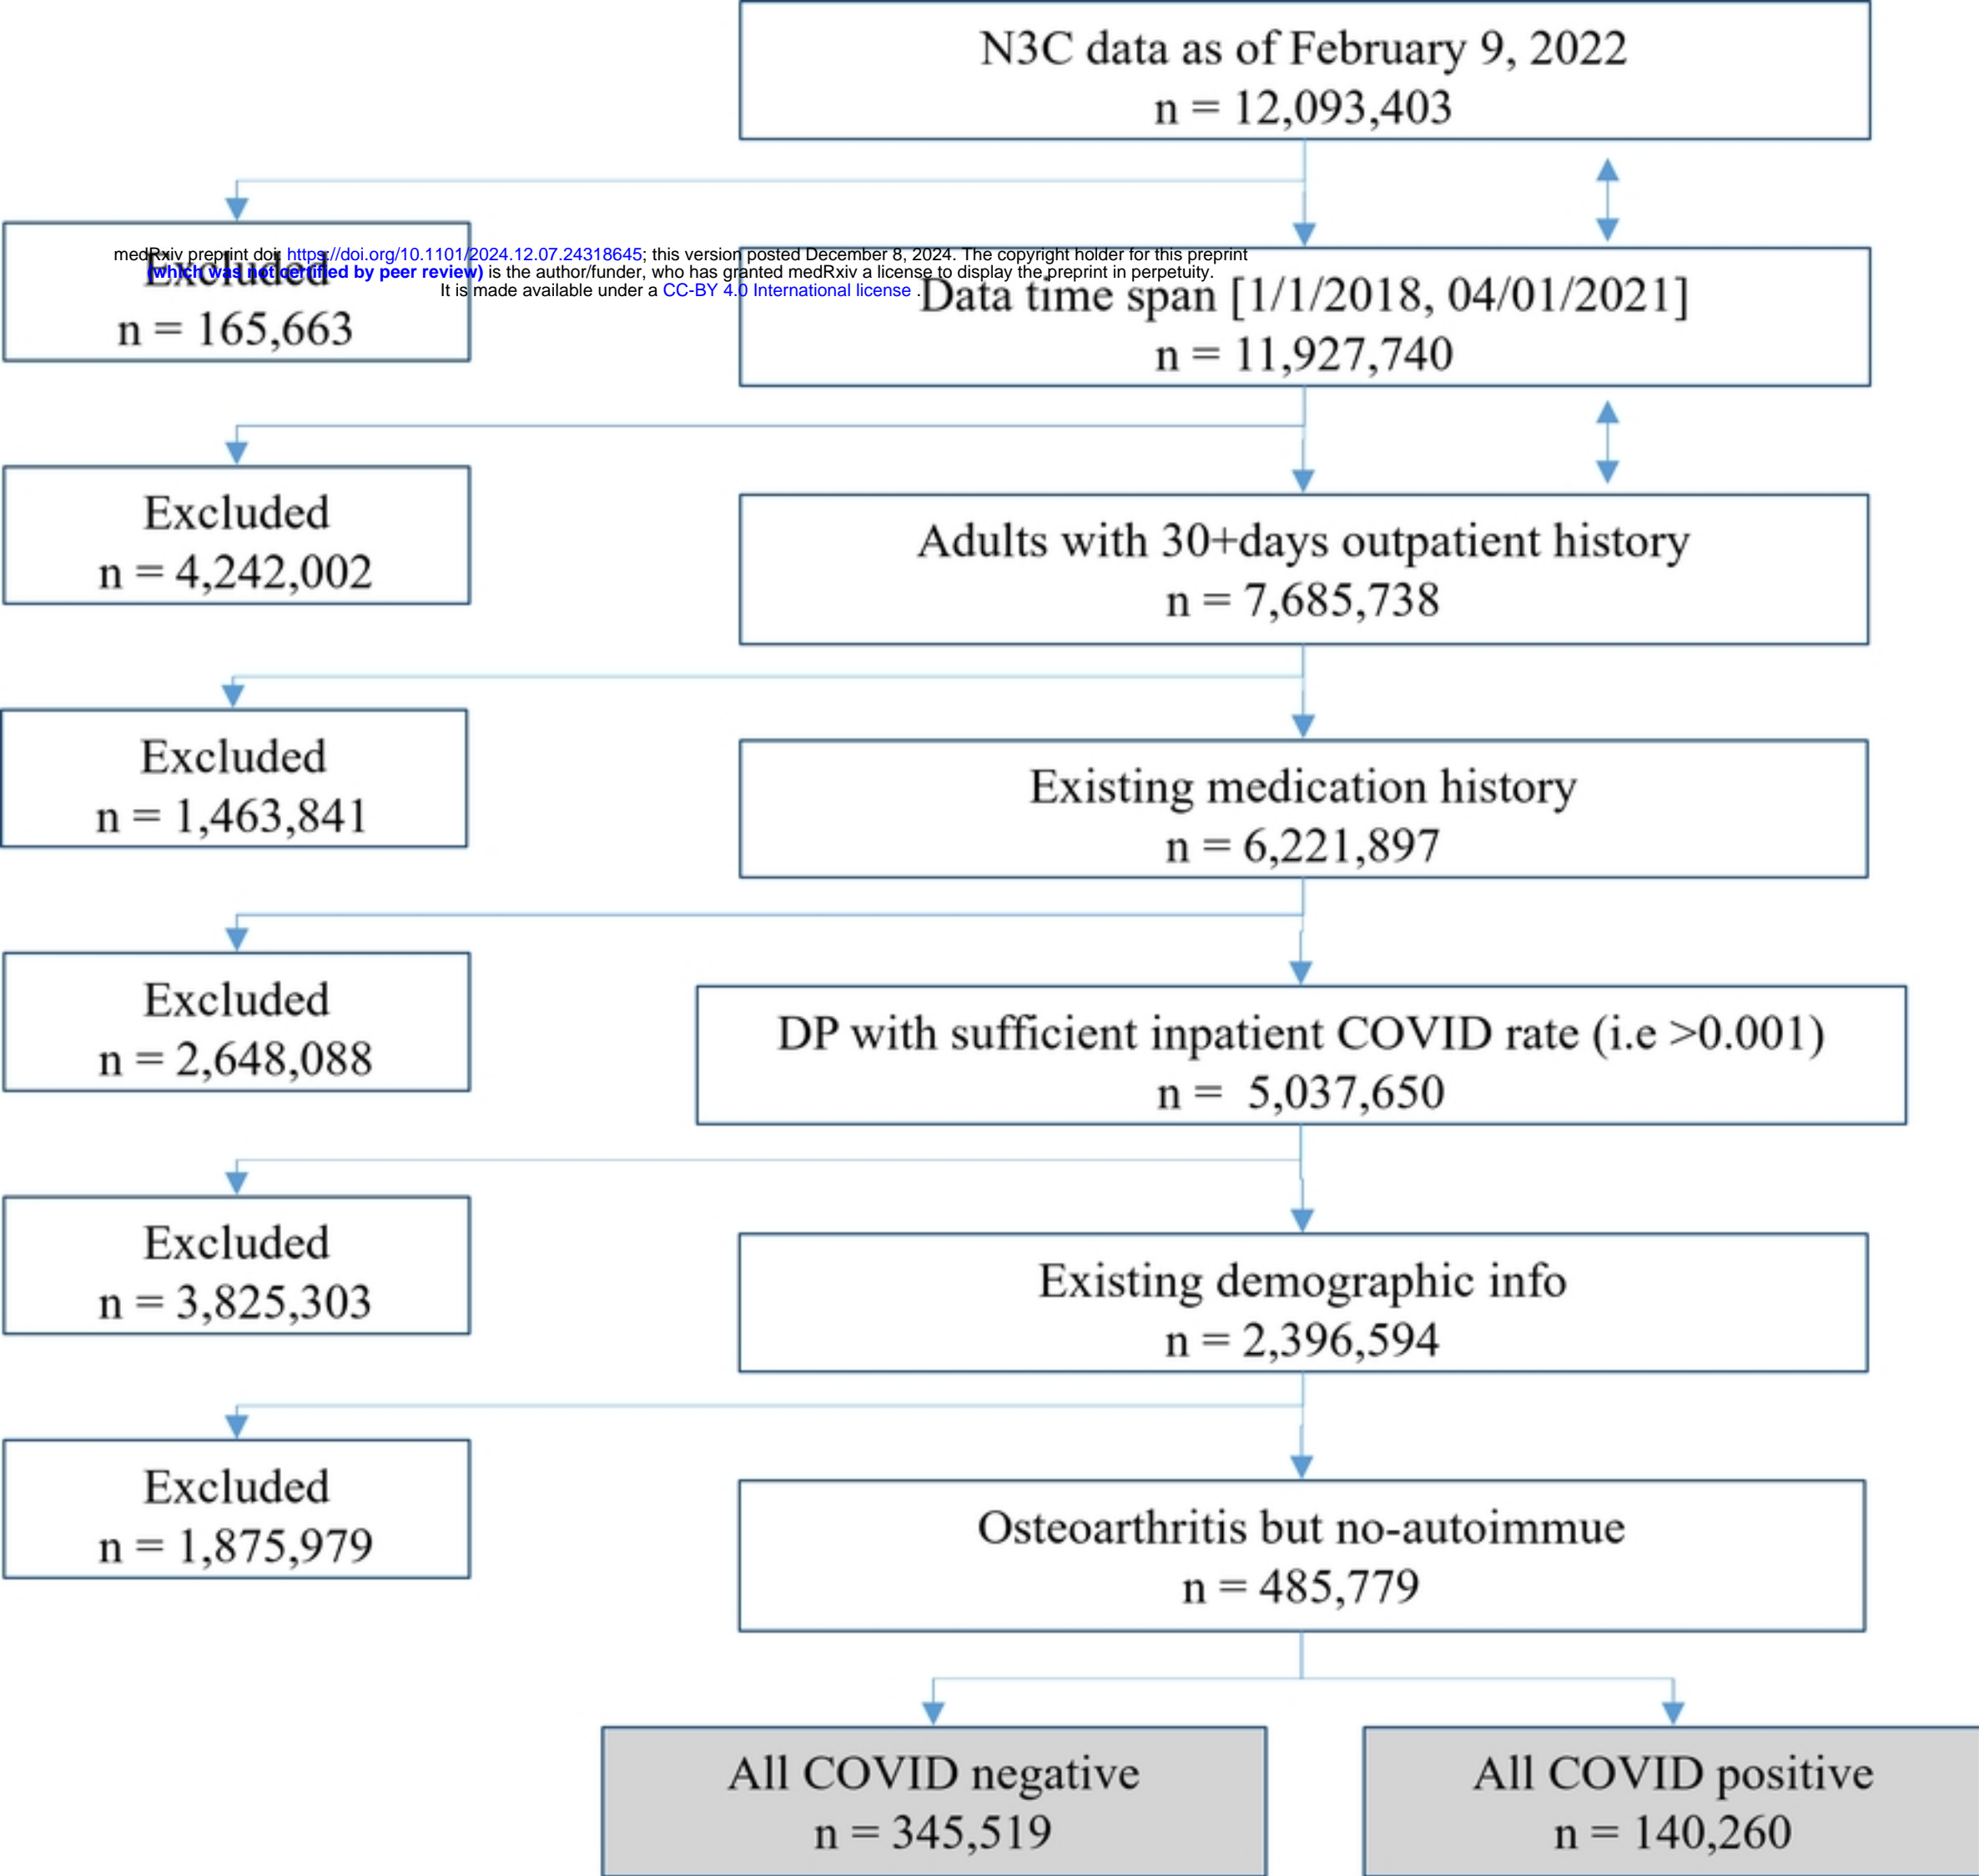 N3C data as of February 9, 2022
n = 12,093,403
medRxiv preprint doi: https://doi.org/10.1101/2024.12.07.24318645; this version posted December 8, 2024. The copyright holder for this preprint
(which was not certified by peer review) is the author/funder, who has granted medRxiv a license to display the preprint in perpetuity.
It is made available under a CC-BY 4.0 International license .
Excluded
n = 165,663
Data time span [1/1/2018, 04/01/2021]
n = 11,927,740
Excluded
n = 4,242,002
Adults with 30+days outpatient history
n = 7,685,738
Excluded
n = 1,463,841
Existing medication history
n = 6,221,897
Excluded
n = 2,648,088
DP with sufficient inpatient COVID rate (i.e >0.001)
n = 5,037,650
Excluded
n = 3,825,303
Existing demographic info
n = 2,396,594
Excluded
n = 1,875,979
Osteoarthritis but no-autoimmue
n = 485,779
All COVID negative
n = 345,519
All COVID positive
n = 140,260